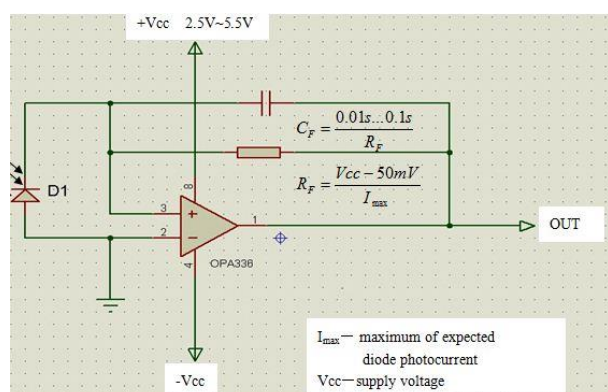 +Vcc 2.5V~5.5V
C_F = 0.01s...0.1s / R_F
R_F = Vcc - 50mV / I_max
D1
8
3
+
1
2
−
4
OPA336
OUT
-Vcc
I_max— maximum of expected
diode photocurrent
Vcc—supply voltage